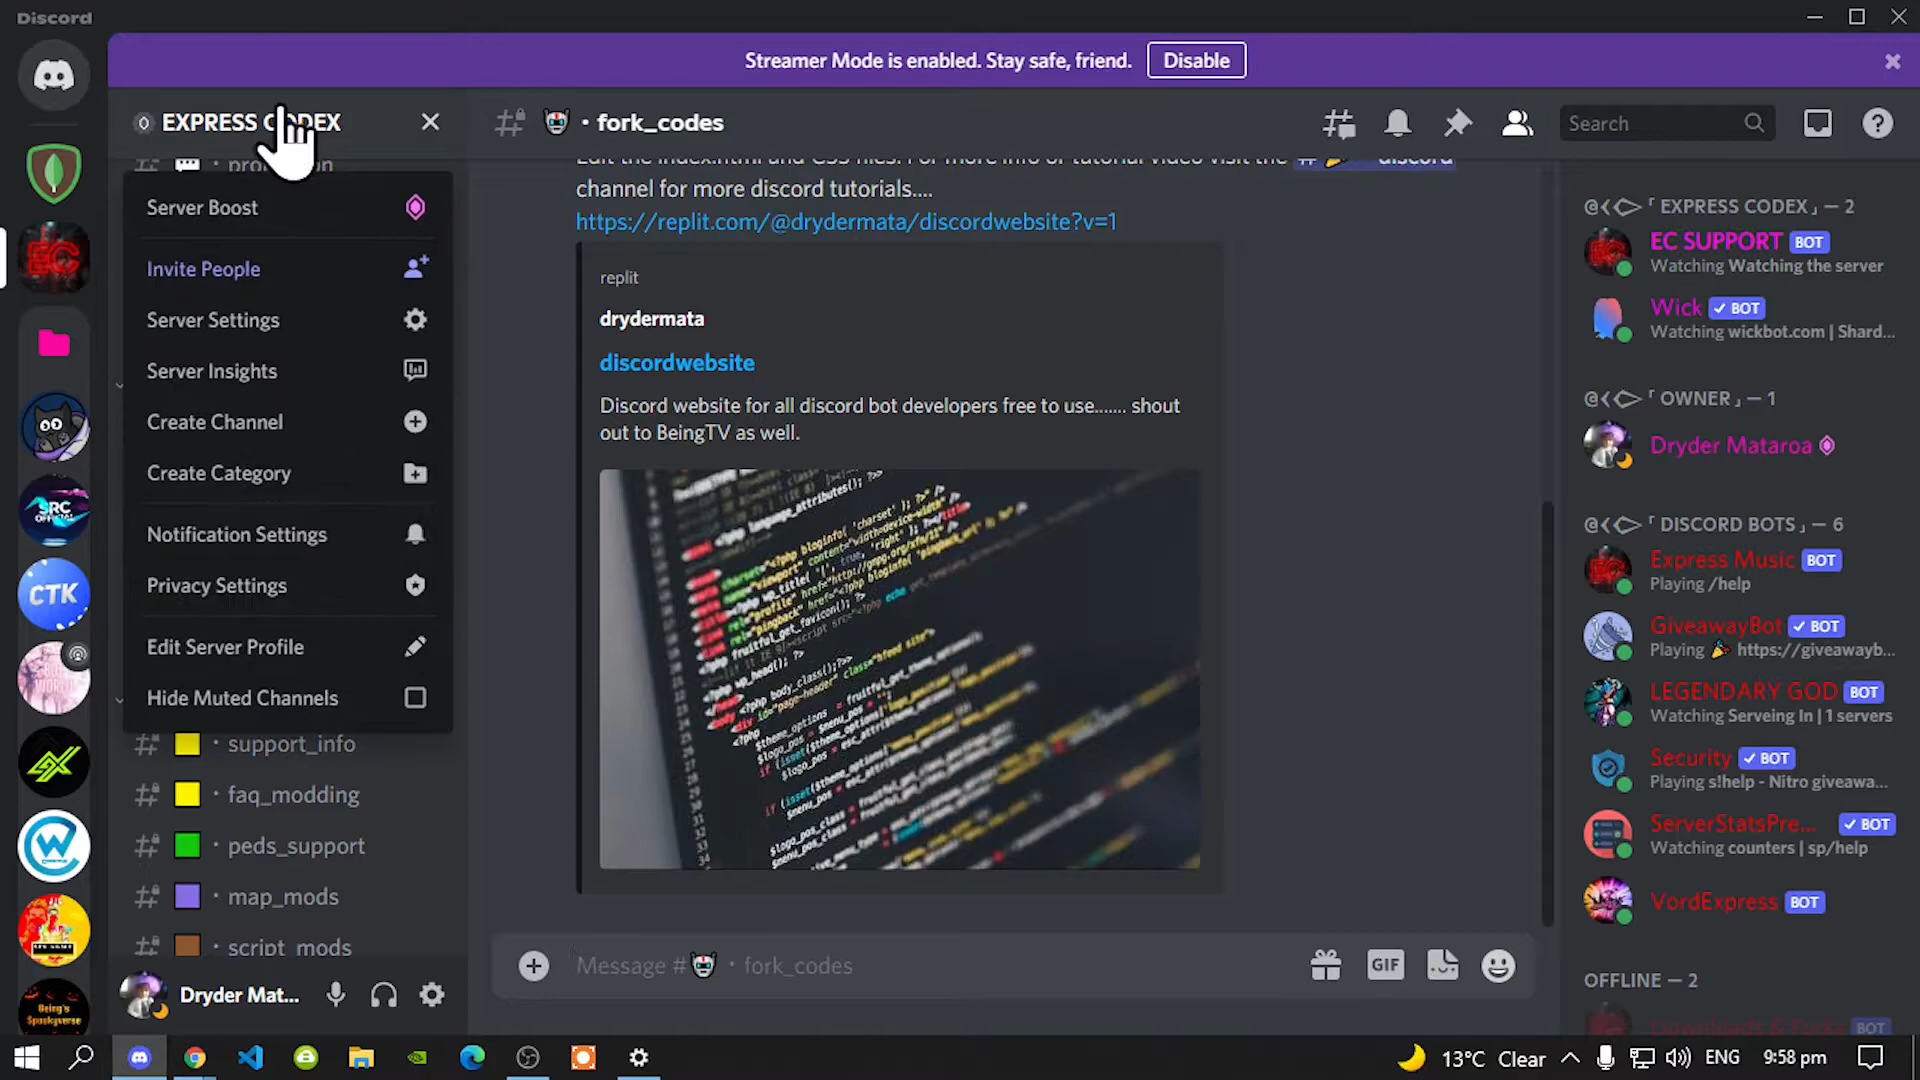 Discord
Streamer Mode is enabled. Stay safe, friend.
Disable
EXPRESS CODEX
Server Boost
Invite People
Server Settings
Server Insights
Create Channel
Create Category
Notification Settings
Privacy Settings
Edit Server Profile
Hide Muted Channels
support_info
faq_modding
peds_support
map_mods
script_mods
Dryder Mat...
EC
SRC
OFFICIAL
CTK
Being's
Spookyverse
fork_codes
Search
channel for more discord tutorials....
https://replit.com/@drydermata/discordwebsite?v=1
replit
drydermata
discordwebsite
Discord website for all discord bot developers free to use....... shout
out to BeingTV as well.
Message # fork_codes
GIF
「 EXPRESS CODEX 」 — 2
EC SUPPORT BOT
Watching Watching the server
Wick ✓ BOT
Watching wickbot.com | Shard...
「 OWNER 」 — 1
Dryder Mataroa
「 DISCORD BOTS 」 — 6
Express Music BOT
Playing /help
GiveawayBot ✓ BOT
Playing 🎉 https://giveawayb...
LEGENDARY GOD BOT
Watching Serveing In | 1 servers
Security ✓ BOT
Playing s!help - Nitro giveawa...
ServerStatsPre... ✓ BOT
Watching counters | sp/help
VordExpress BOT
OFFLINE — 2
BOT
13°C Clear
ENG
9:58 pm